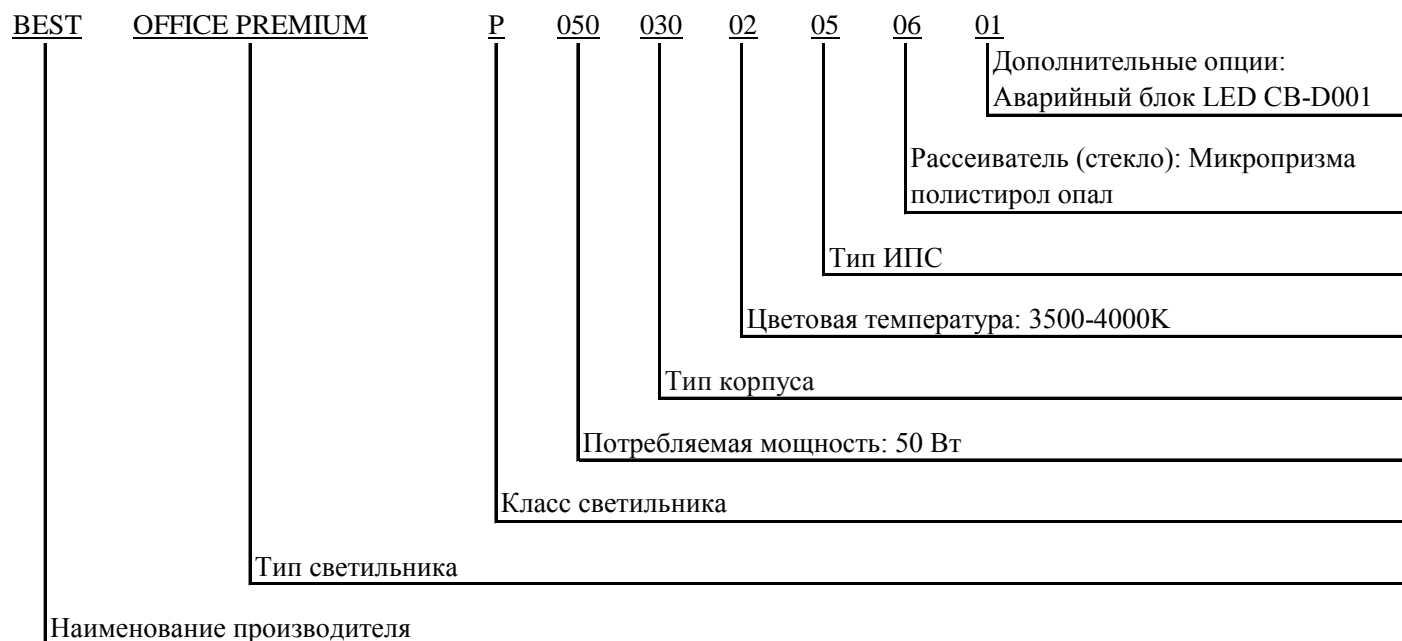 BEST OFFICE PREMIUM P 050 030 02 05 06 01
Дополнительные опции:
Аварийный блок LED CB-D001
Рассеиватель (стекло): Микропризма
полистирол опал
Тип ИПС
Цветовая температура: 3500-4000К
Тип корпуса
Потребляемая мощность: 50 Вт
Класс светильника
Тип светильника
Наименование производителя